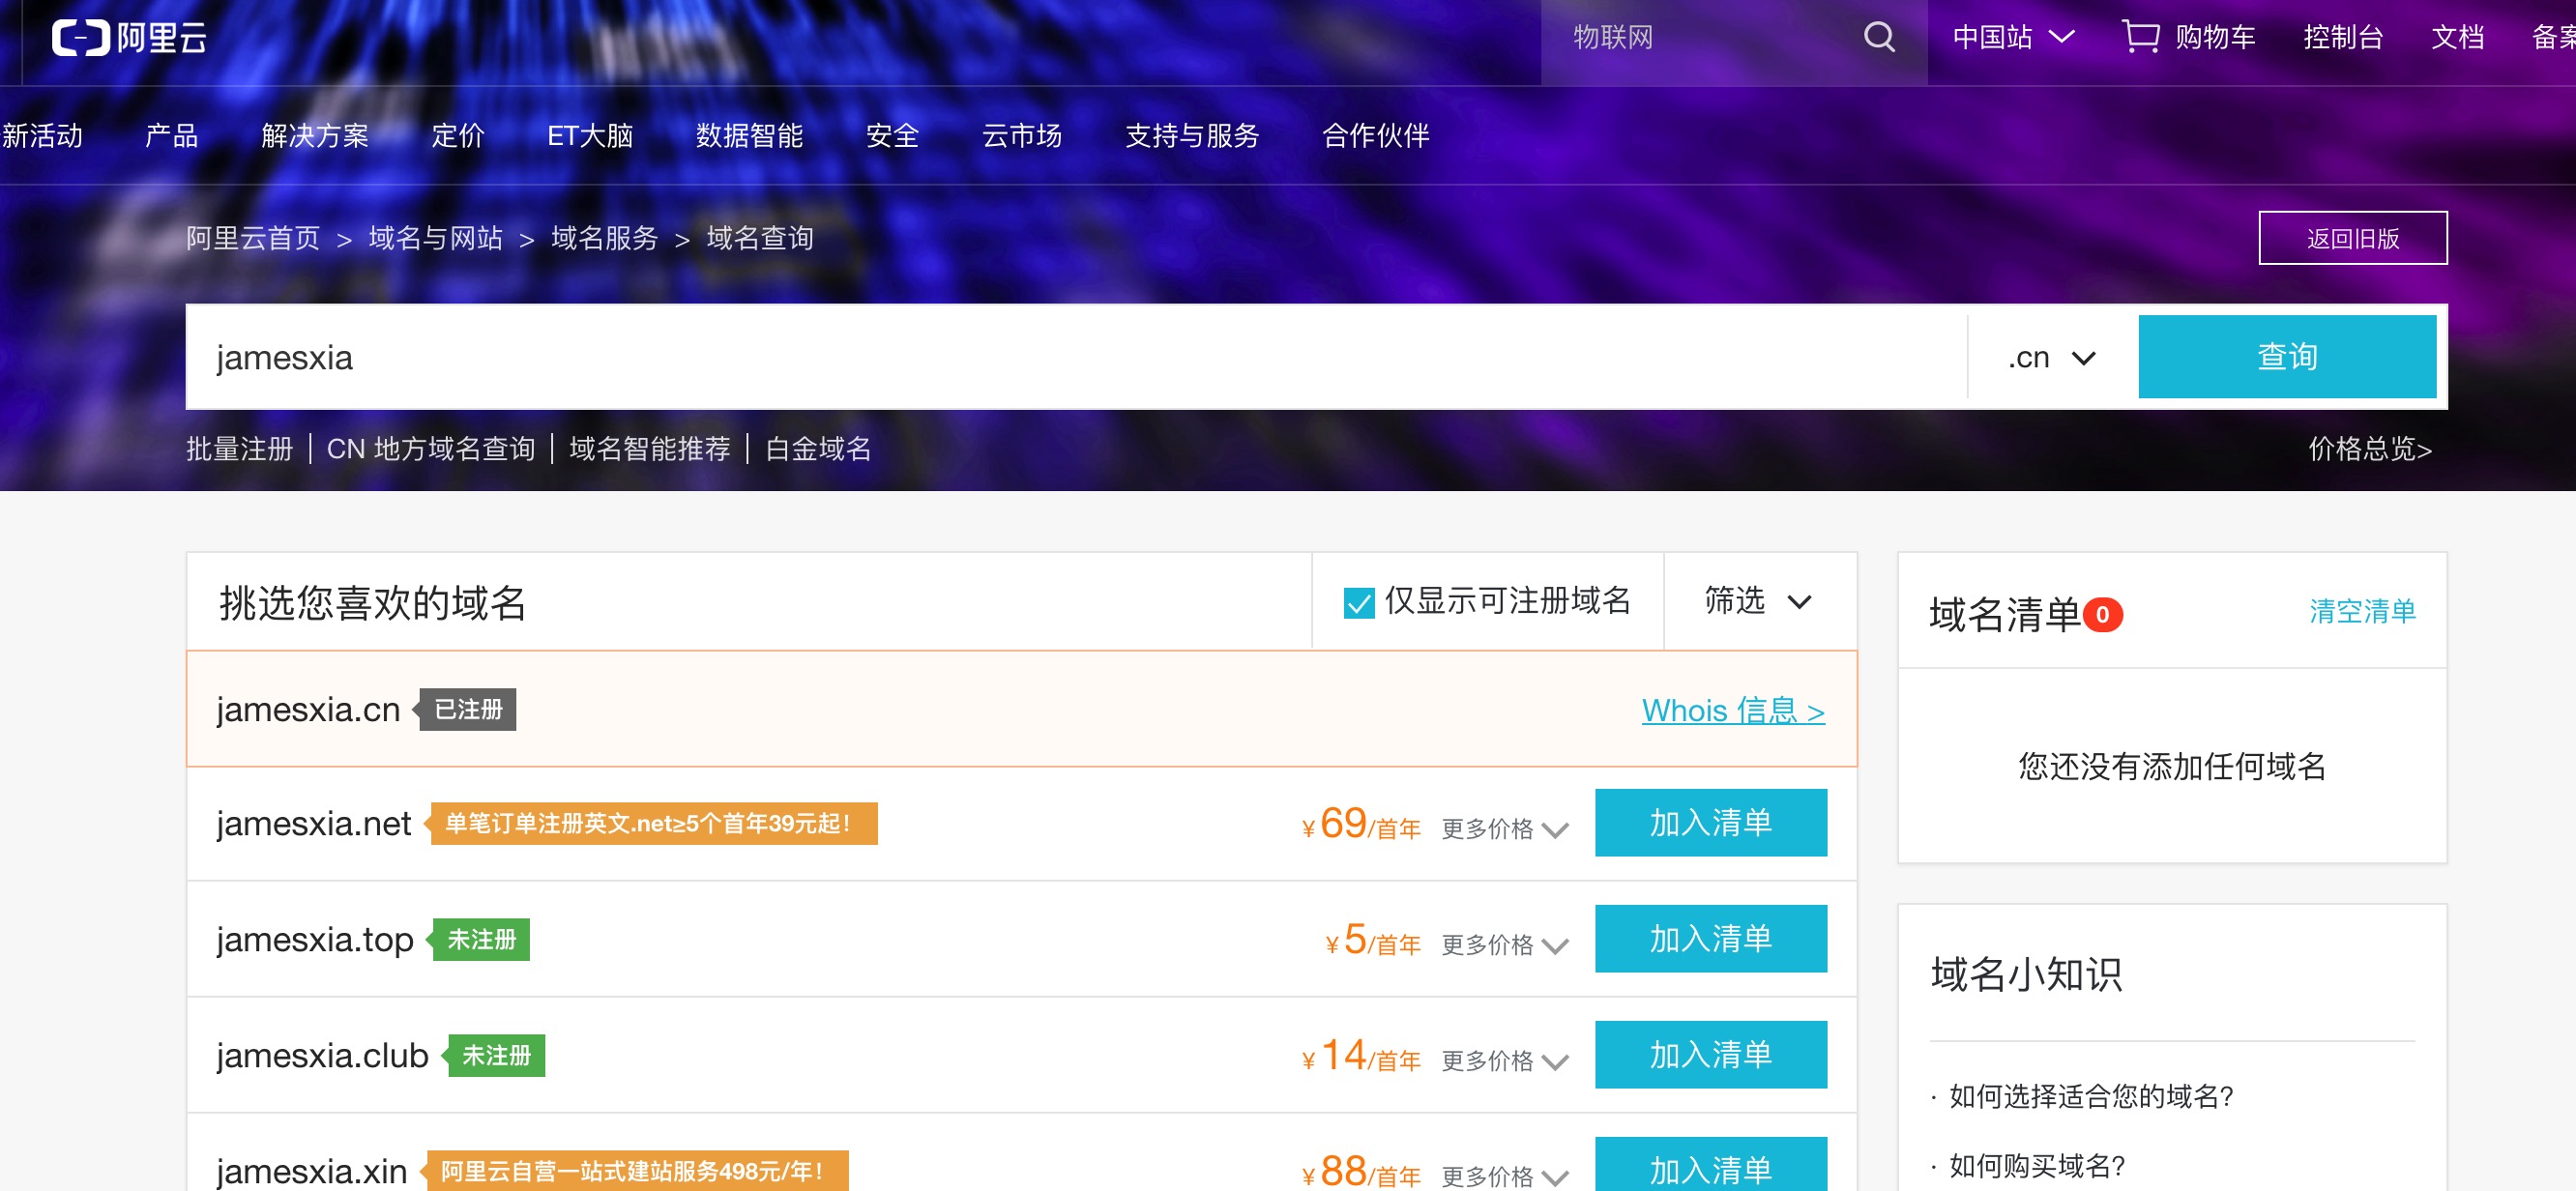 阿里云
物联网
中国站
购物车
控制台
文档
备案
新活动 产品 解决方案 定价 ET大脑 数据智能 安全 云市场 支持与服务 合作伙伴
阿里云首页 > 域名与网站 > 域名服务 > 域名查询
返回旧版
jamesxia
.cn
查询
批量注册 | CN 地方域名查询 | 域名智能推荐 | 白金域名
价格总览>
挑选您喜欢的域名
仅显示可注册域名
筛选
jamesxia.cn 已注册
Whois 信息 >
jamesxia.net 单笔订单注册英文.net≥5个首年39元起！
¥ 69/首年 更多价格 加入清单
jamesxia.top 未注册
¥ 5/首年 更多价格 加入清单
jamesxia.club 未注册
¥ 14/首年 更多价格 加入清单
jamesxia.xin 阿里云自营一站式建站服务498元/年！
¥ 88/首年 更多价格 加入清单
域名清单 0
清空清单
您还没有添加任何域名
域名小知识
· 如何选择适合您的域名?
· 如何购买域名?